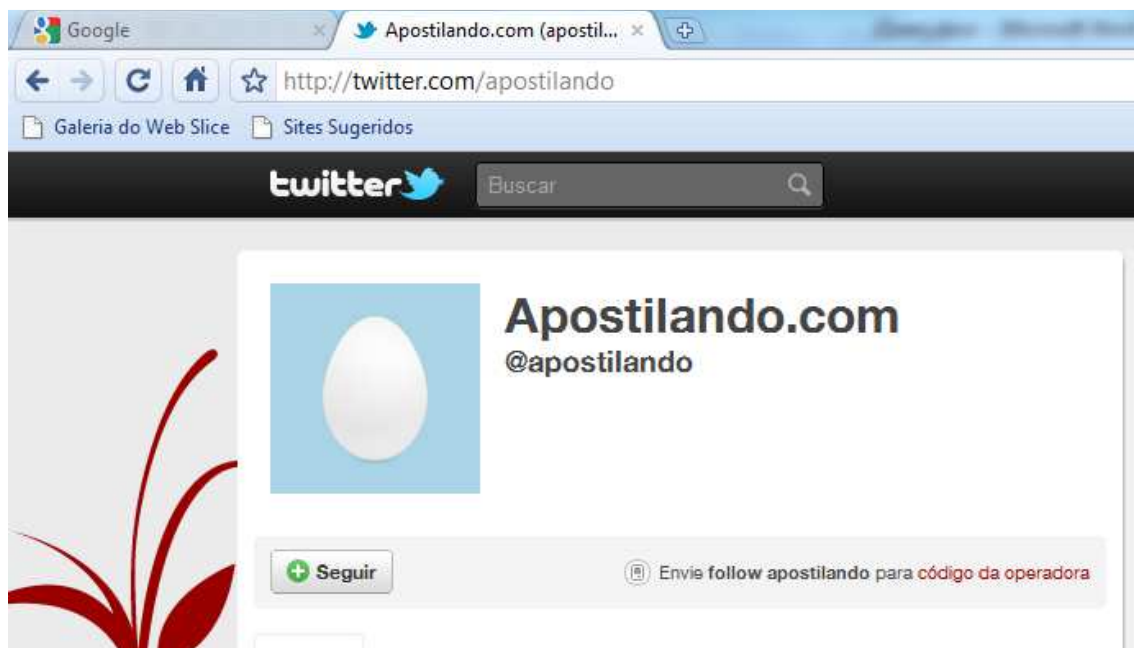 Google
Apostilando.com (apostil...
http://twitter.com/apostilando
Galeria do Web Slice Sites Sugeridos
twitter Buscar
Apostilando.com
@apostilando
Seguir Envie follow apostilando para código da operadora